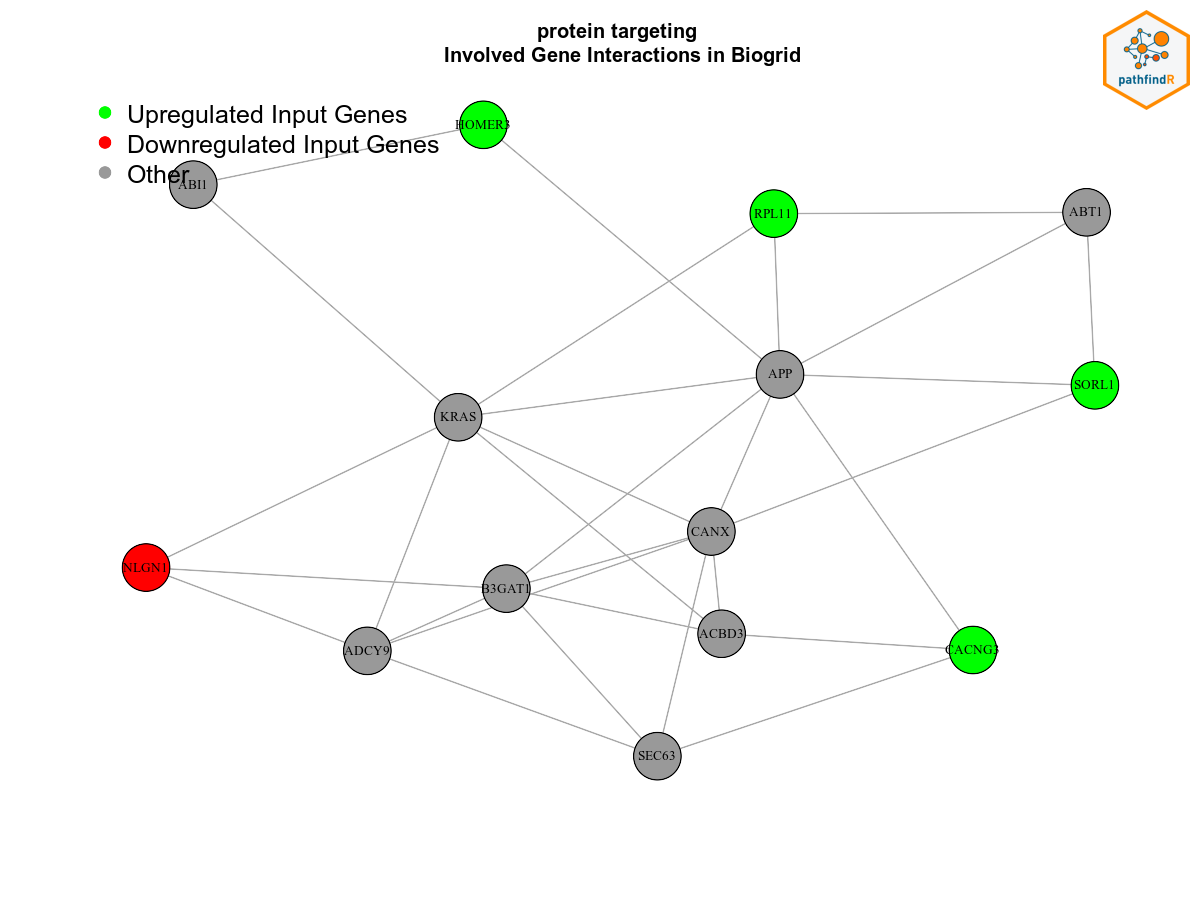 protein targeting
Involved Gene Interactions in Biogrid
pathfindR
Upregulated Input Genes
Downregulated Input Genes
Other
HOMER3
ABI1
RPL11
ABT1
APP
SORL1
KRAS
CANX
NLGN1
B3GAT1
ACBD3
ADCY9
CACNG3
SEC63